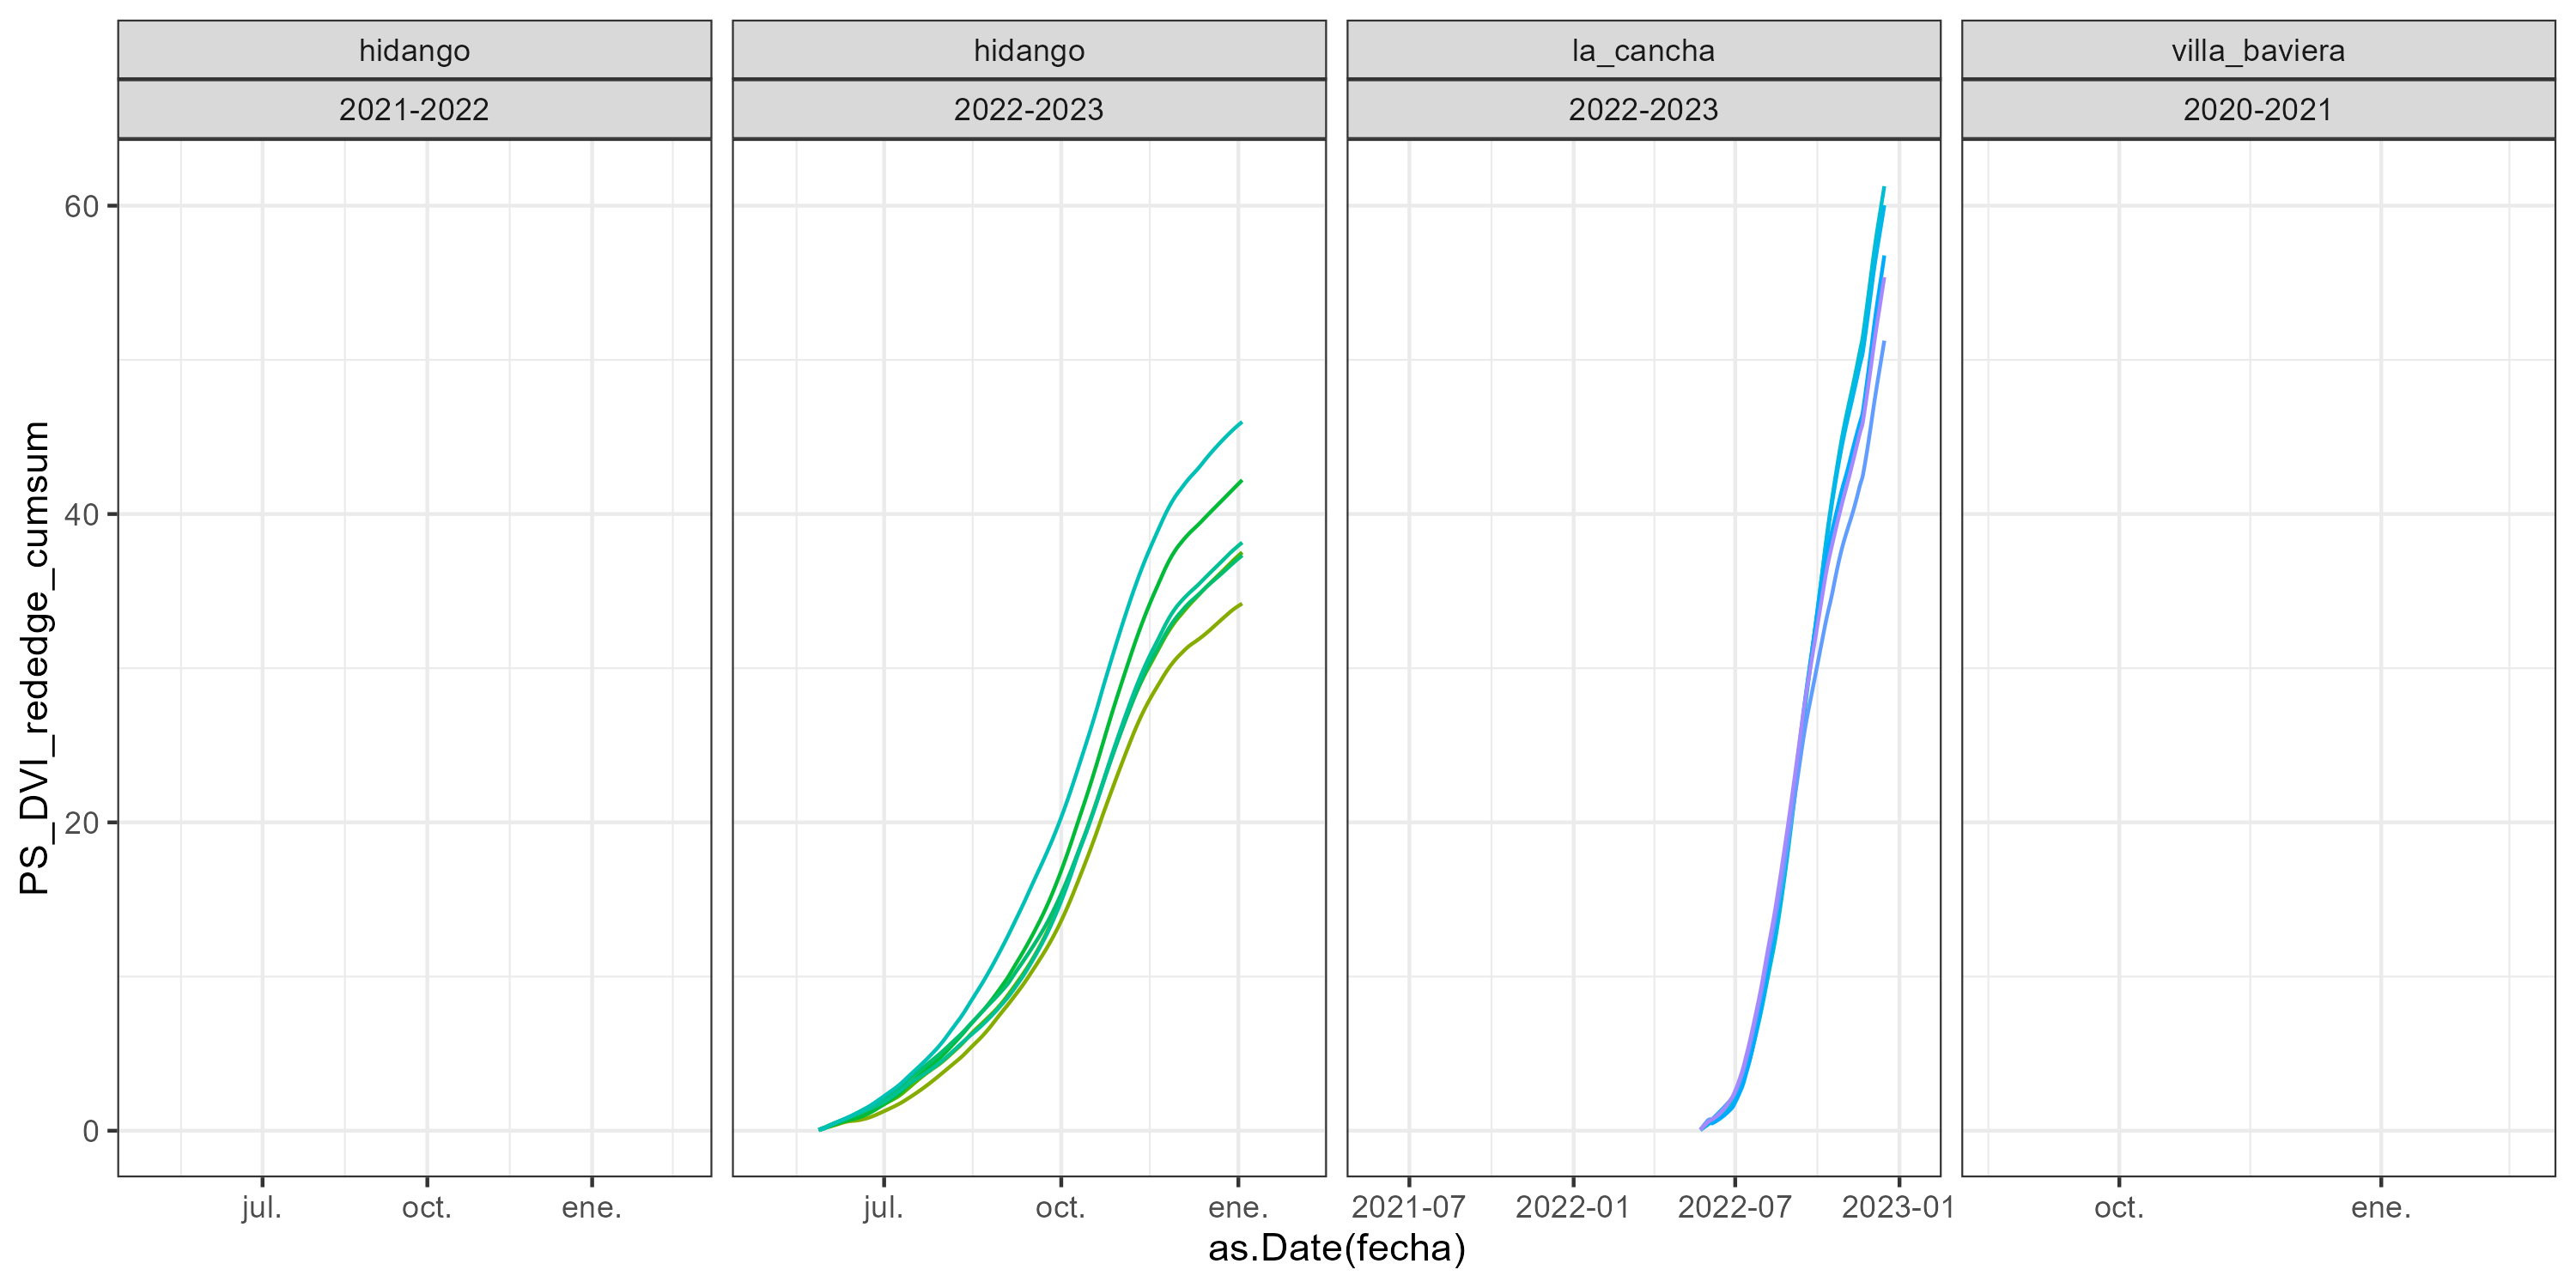 hidango
hidango
la_cancha
villa_baviera
2021-2022
2022-2023
2022-2023
2020-2021
PS_DVI_rededge_cumsum
60
40
20
0
jul.
oct.
ene.
jul.
oct.
ene.
2021-07
2022-01
2022-07
2023-01
oct.
ene.
as.Date(fecha)